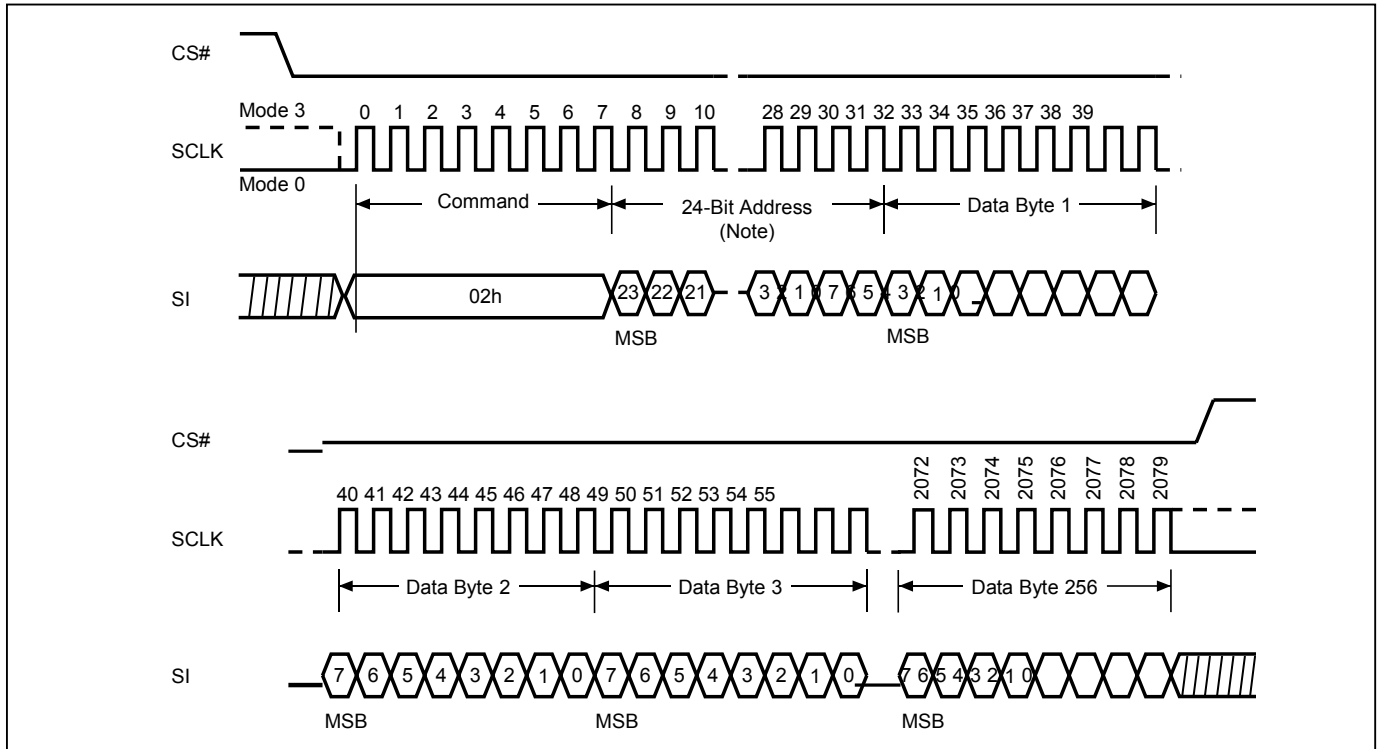 CS#
Mode 3
0 1 2 3 4 5 6 7 8 9 10 28 29 30 31 32 33 34 35 36 37 38 39
SCLK
Mode 0
Command
24-Bit Address
(Note)
Data Byte 1
SI
02h
23 22 21
3 2 1 0 7 6 5 4 3 2 1 0
MSB
MSB
CS#
40 41 42 43 44 45 46 47 48 49 50 51 52 53 54 55
2072 2073 2074 2075 2076 2077 2078 2079
SCLK
Data Byte 2
Data Byte 3
Data Byte 256
SI
7 6 5 4 3 2 1 0 7 6 5 4 3 2 1 0 7 6 5 4 3 2 1 0
MSB
MSB
MSB